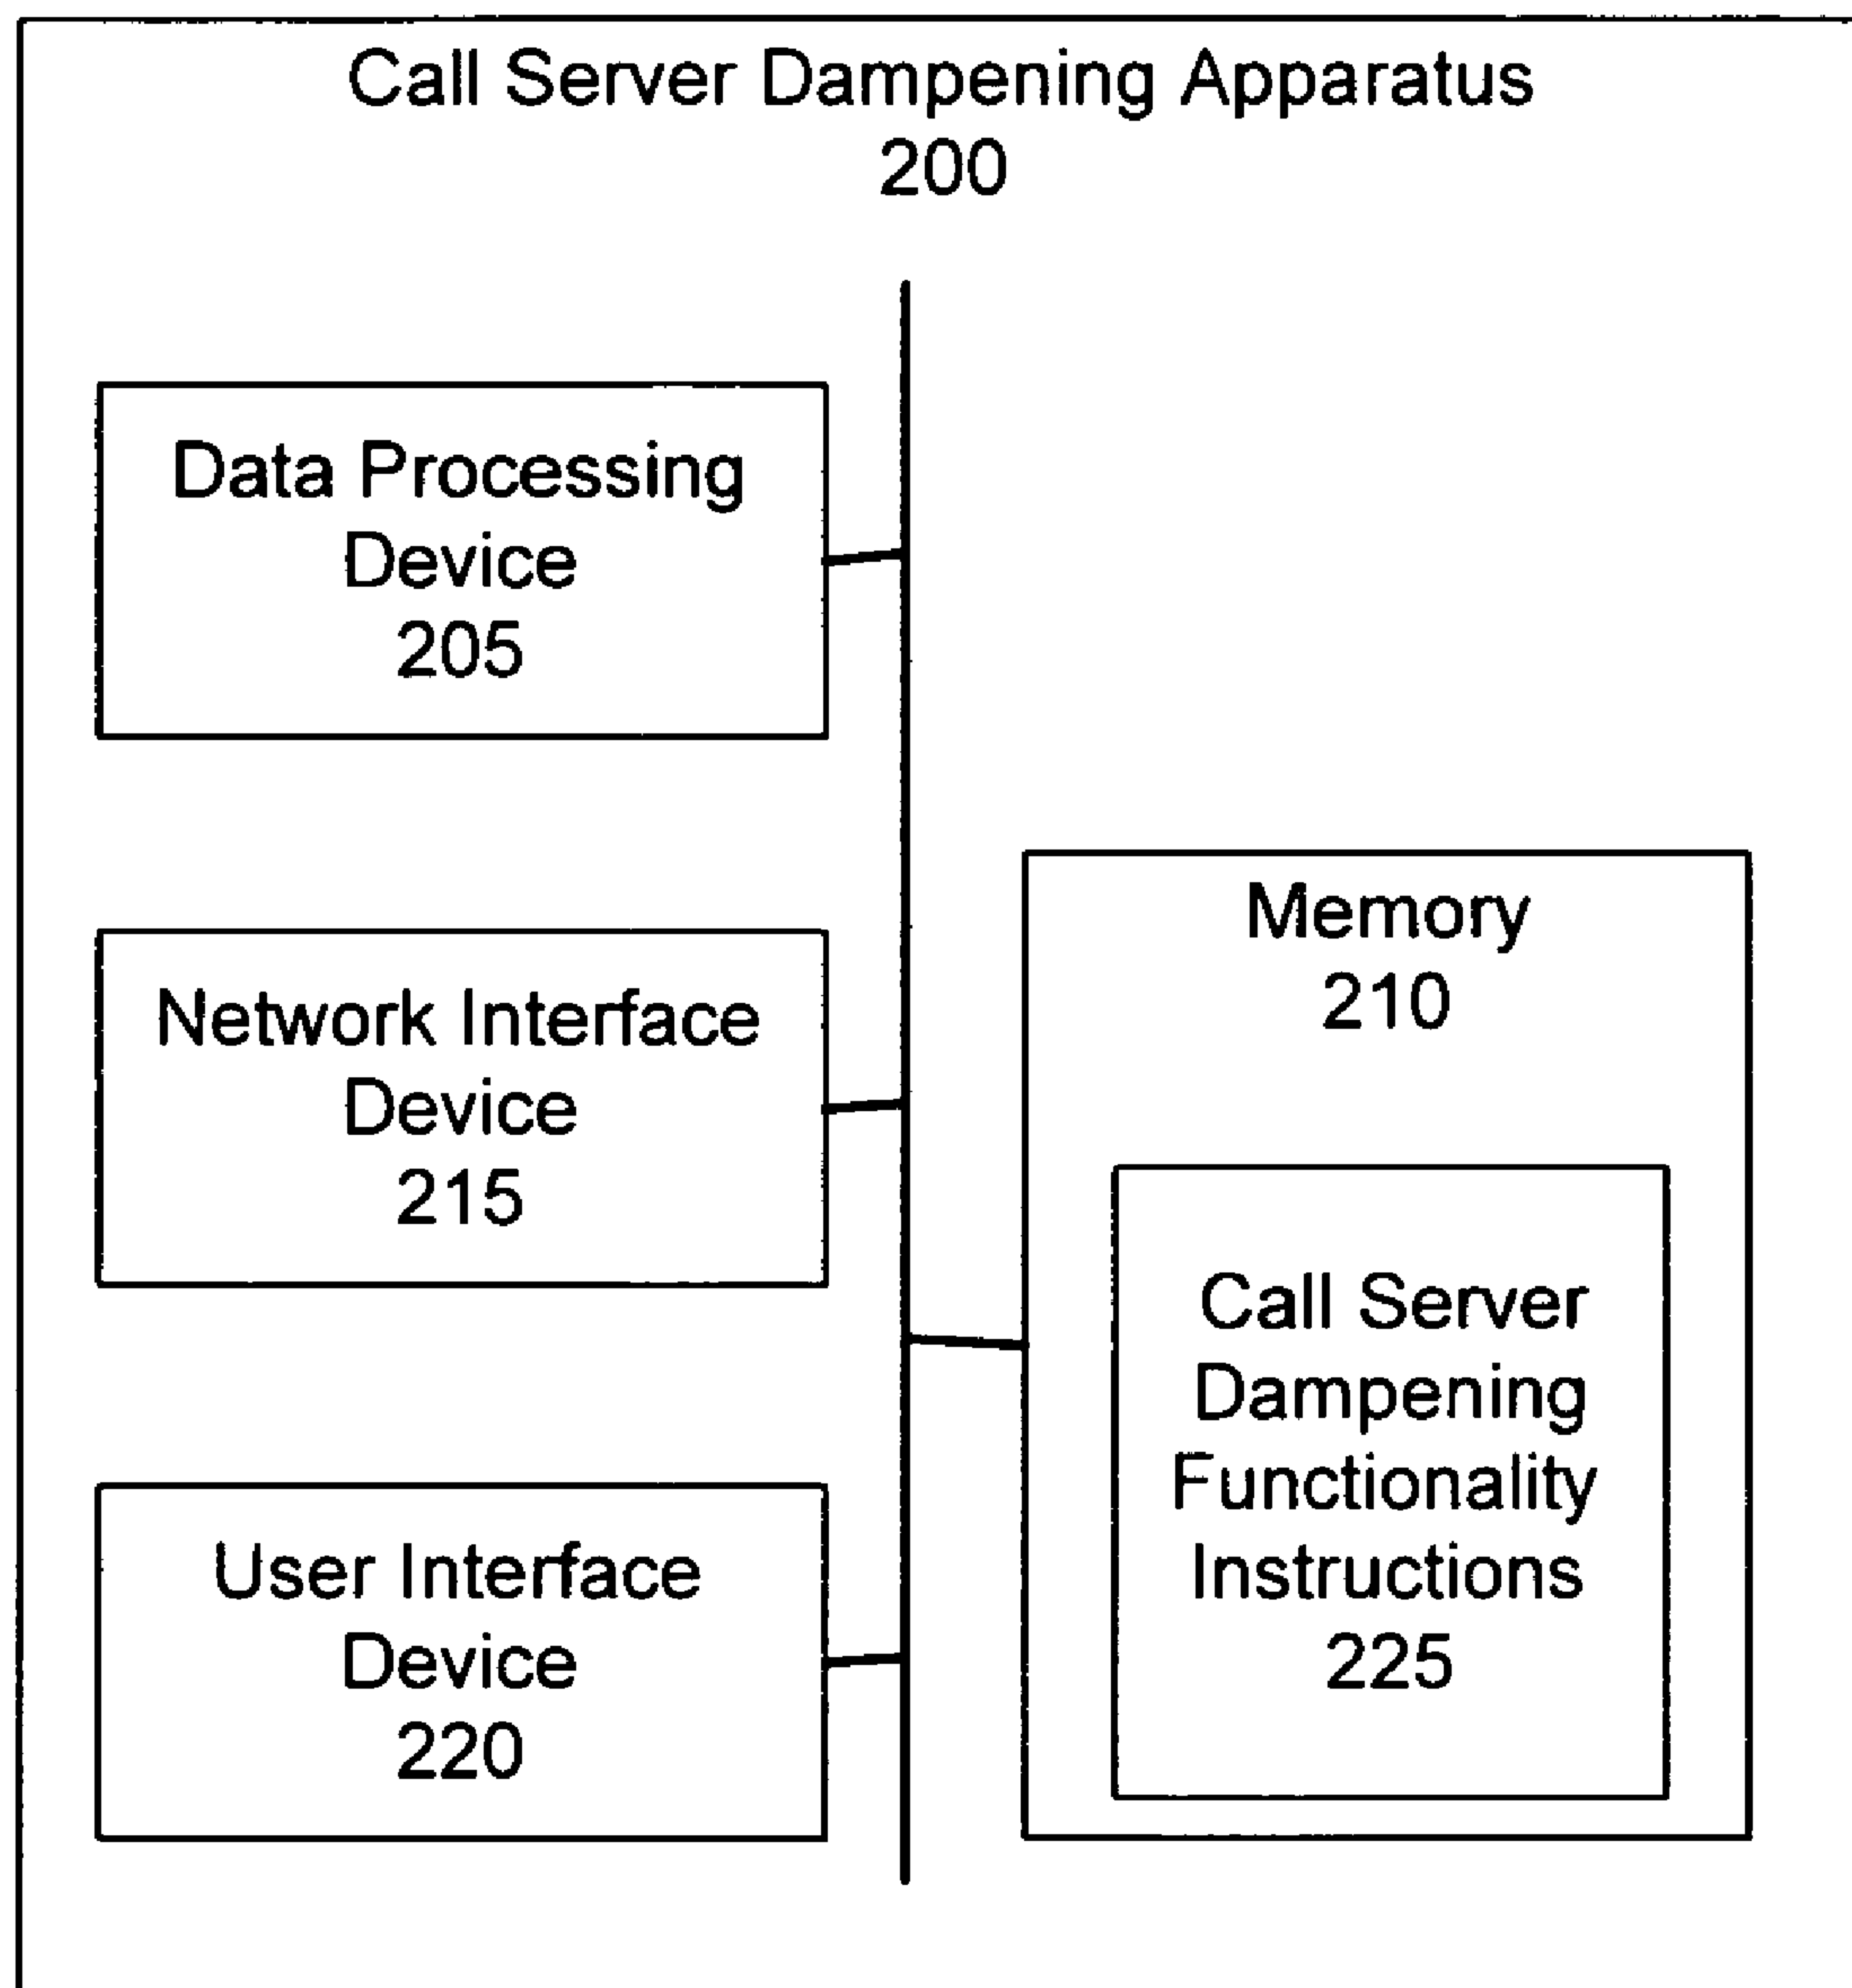 Call Server Dampening Apparatus
200
Data Processing
Device
205
Network Interface
Device
215
User Interface
Device
220
Memory
210
Call Server
Dampening
Functionality
Instructions
225